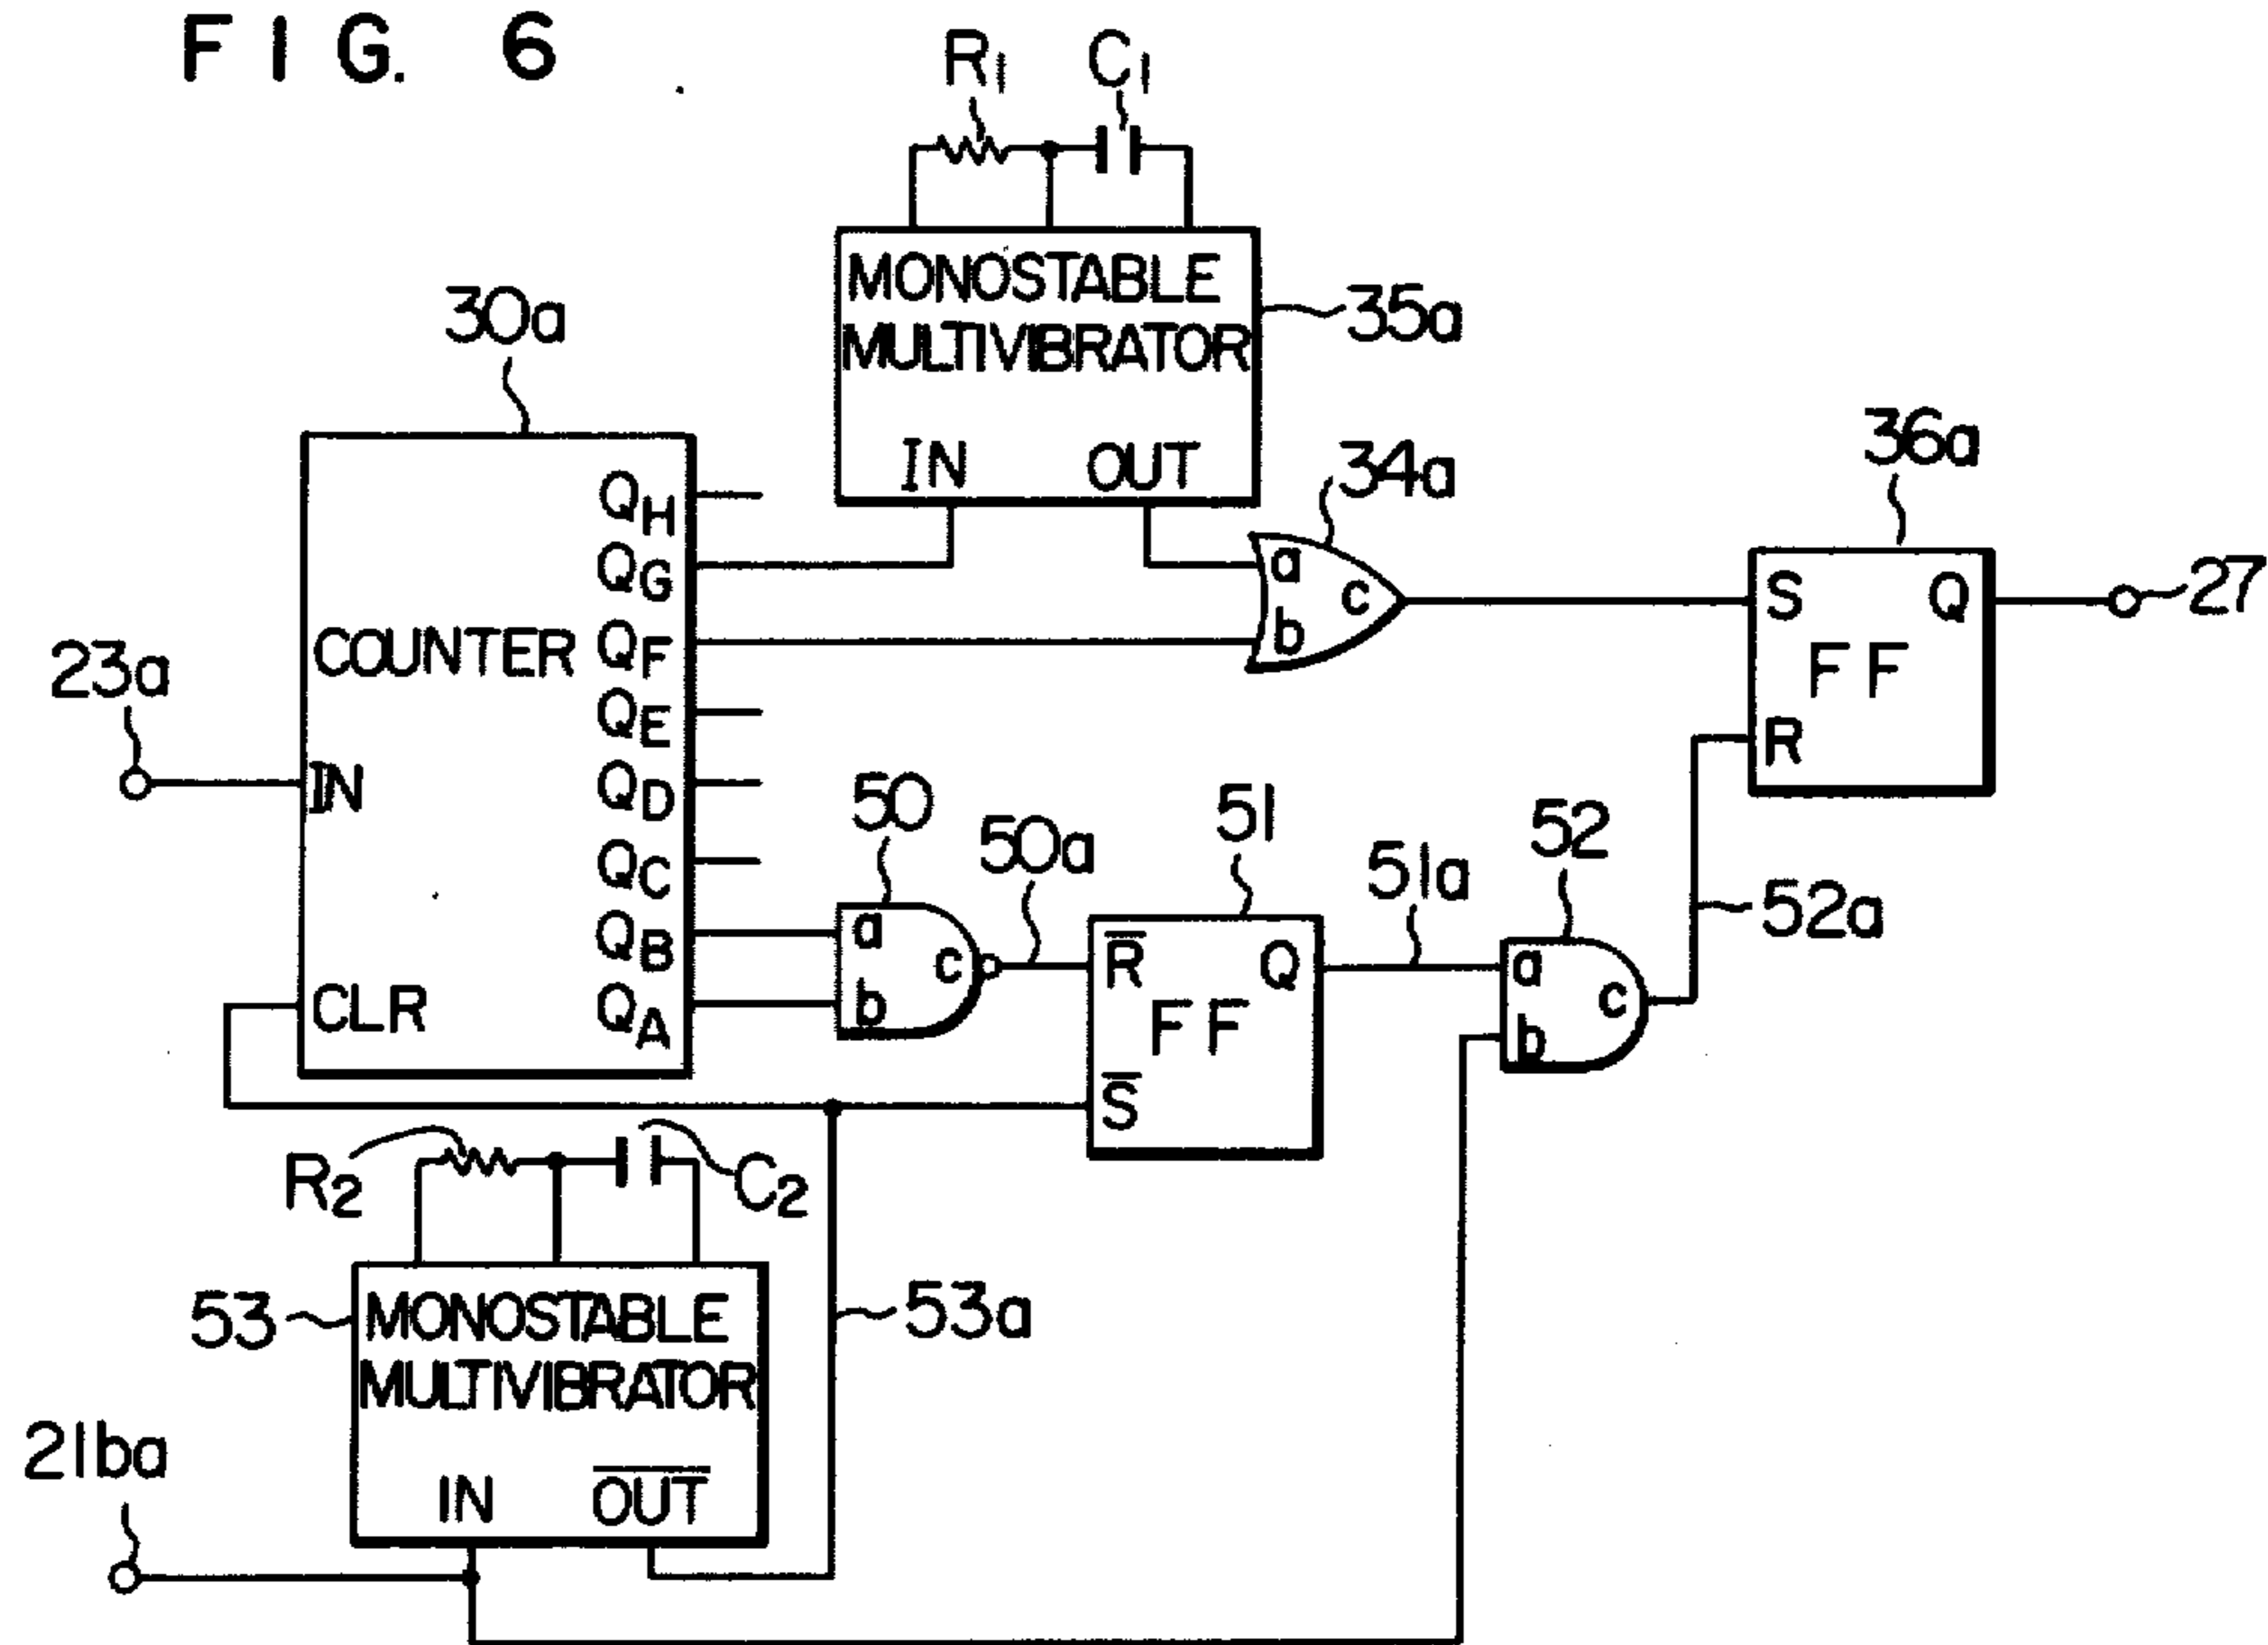 FIG. 6
R1 C1
MONOSTABLE
MULTIVIBRATOR
IN OUT
35a
30a
COUNTER
IN
CLR
QH
QG
QF
QE
QD
QC
QB
QA
23a
34a
a
b
c
36a
S Q
FF
R
27
50
a
b
c
50a
51
R̅ Q
FF
S̅
51a
52
a
b
c
52a
R2 C2
53
MONOSTABLE
MULTIVIBRATOR
IN O̅U̅T̅
53a
21ba